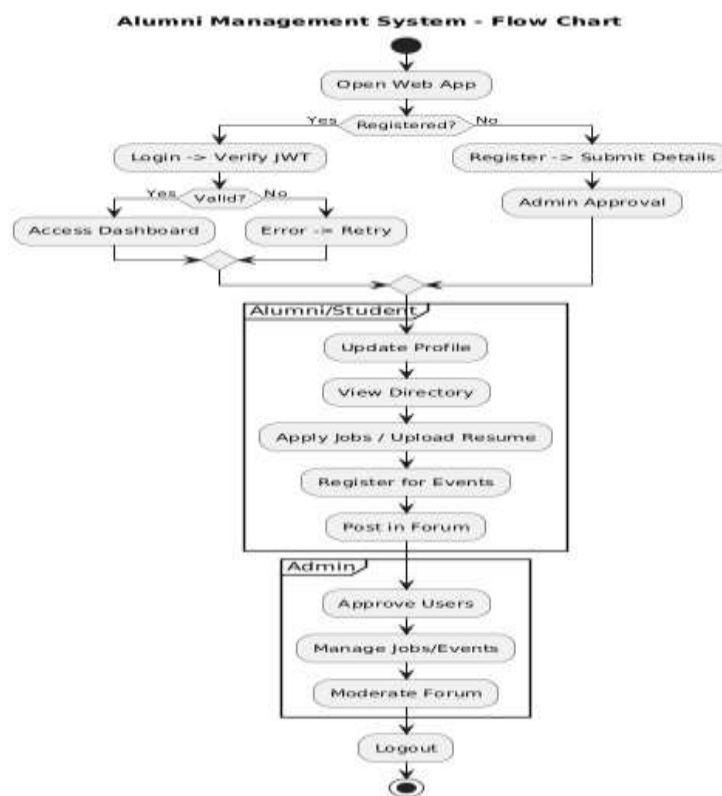 Alumni Management System - Flow Chart
Open Web App
Yes Registered? No
Login -> Verify JWT
Register -> Submit Details
Yes Valid? No
Admin Approval
Access Dashboard
Error -= Retry
Alumni/Student
Update Profile
View Directory
Apply Jobs / Upload Resume
Register for Events
Post in Forum
Admin
Approve Users
Manage Jobs/Events
Moderate Forum
Logout